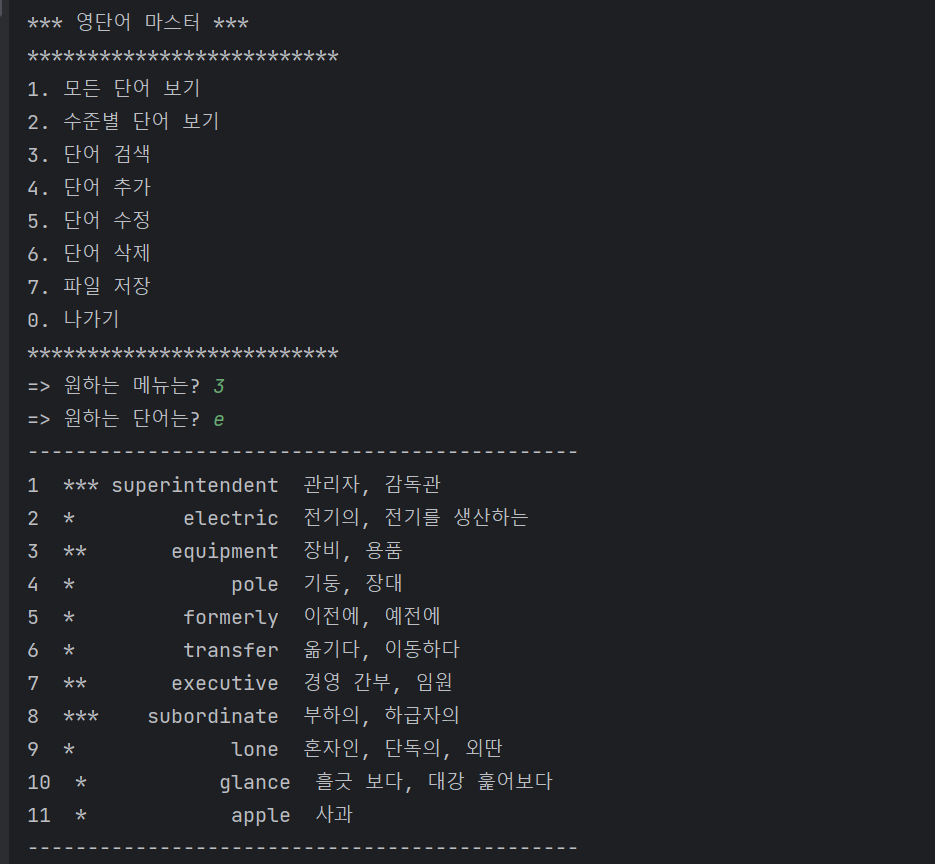 *** 영단어 마스터 ***
**************************
1. 모든 단어 보기
2. 수준별 단어 보기
3. 단어 검색
4. 단어 추가
5. 단어 수정
6. 단어 삭제
7. 파일 저장
0. 나가기
**************************
=> 원하는 메뉴는? 3
=> 원하는 단어는? e
----------------------------------------------
1  *** superintendent  관리자, 감독관
2  *         electric  전기의, 전기를 생산하는
3  **       equipment  장비, 용품
4  *             pole  기둥, 장대
5  *         formerly  이전에, 예전에
6  *         transfer  옮기다, 이동하다
7  **       executive  경영 간부, 임원
8  ***    subordinate  부하의, 하급자의
9  *             lone  혼자인, 단독의, 외딴
10  *           glance  흘긋 보다, 대강 훑어보다
11  *            apple  사과
----------------------------------------------